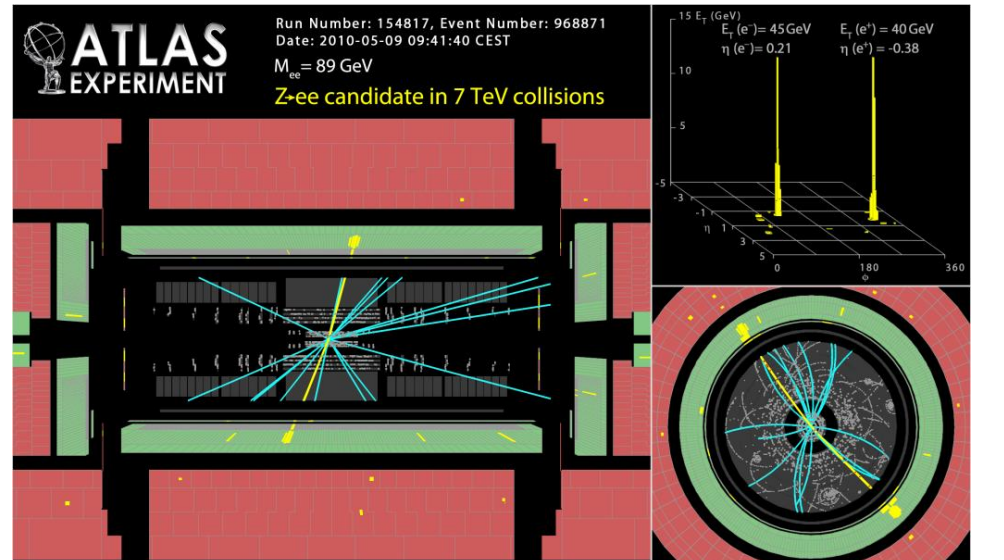 ATLAS
EXPERIMENT
Run Number: 154817, Event Number: 968871
Date: 2010-05-09 09:41:40 CEST
M_ee = 89 GeV
Z→ee candidate in 7 TeV collisions
15 E_T (GeV)
E_T (e⁻) = 45 GeV E_T (e⁺) = 40 GeV
η (e⁻) = 0.21 η (e⁺) = -0.38
10
5
-5
-3
-1
η 1
3
5
0 180 360
Φ